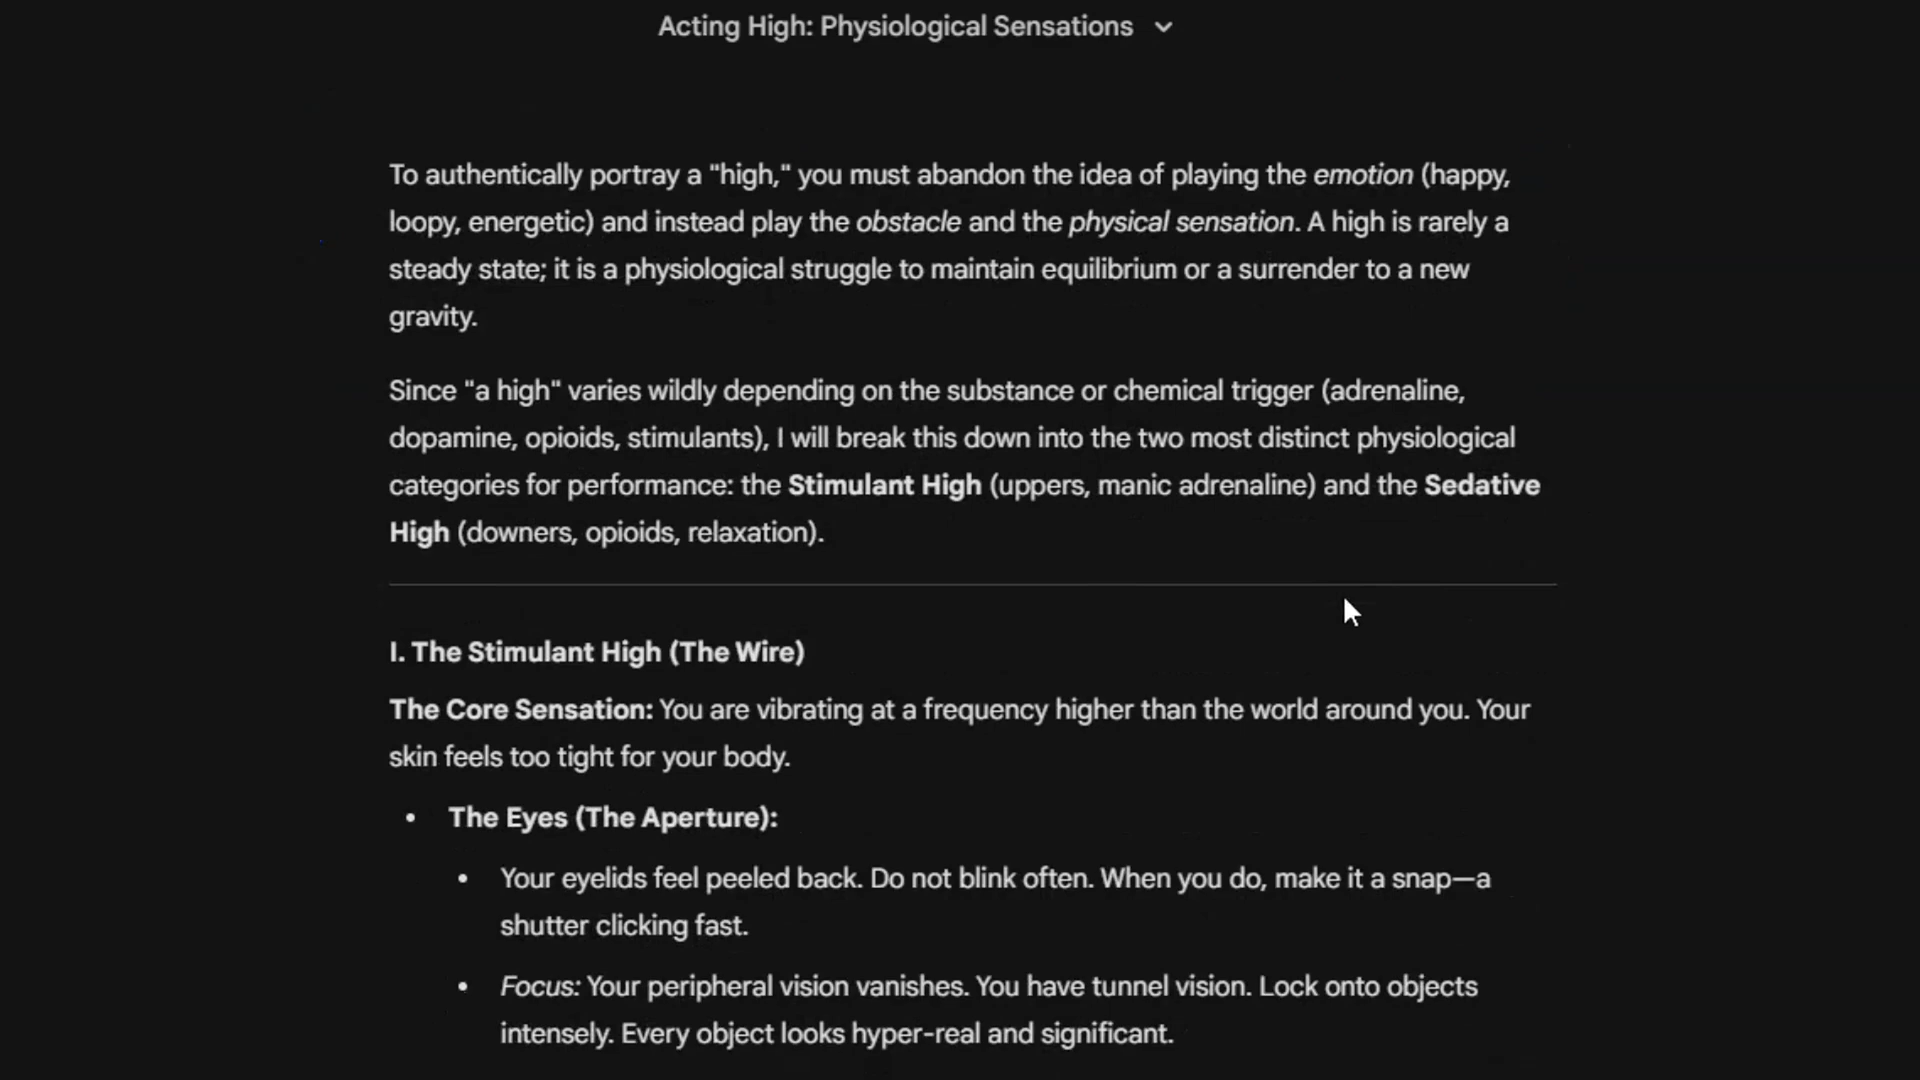 Acting High: Physiological Sensations
To authentically portray a "high," you must abandon the idea of playing the emotion (happy,
loopy, energetic) and instead play the obstacle and the physical sensation. A high is rarely a
steady state; it is a physiological struggle to maintain equilibrium or a surrender to a new
gravity.
Since "a high" varies wildly depending on the substance or chemical trigger (adrenaline,
dopamine, opioids, stimulants), I will break this down into the two most distinct physiological
categories for performance: the Stimulant High (uppers, manic adrenaline) and the Sedative
High (downers, opioids, relaxation).
I. The Stimulant High (The Wire)
The Core Sensation: You are vibrating at a frequency higher than the world around you. Your
skin feels too tight for your body.
• The Eyes (The Aperture):
• Your eyelids feel peeled back. Do not blink often. When you do, make it a snap—a
shutter clicking fast.
• Focus: Your peripheral vision vanishes. You have tunnel vision. Lock onto objects
intensely. Every object looks hyper-real and significant.